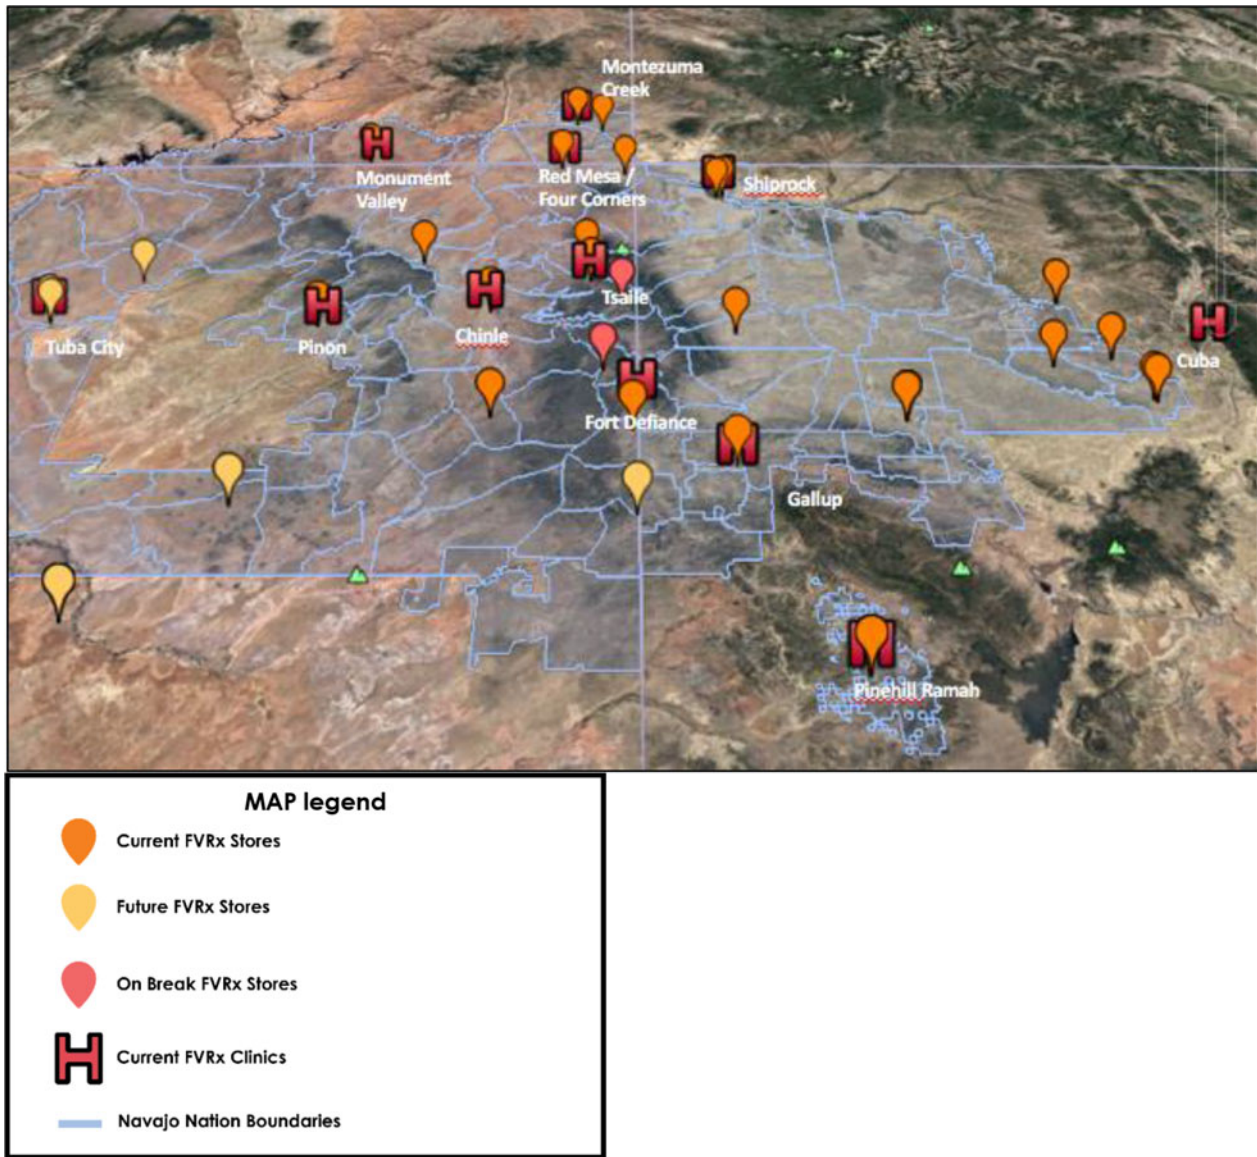 Montezuma
Creek
Monument
Valley
Red Mesa /
Four Corners
Shiprock
Tsaile
Tuba City
Pinon
Chinle
Cuba
Fort Defiance
Gallup
Pinehill Ramah
MAP legend
Current FVRx Stores
Future FVRx Stores
On Break FVRx Stores
H Current FVRx Clinics
Navajo Nation Boundaries